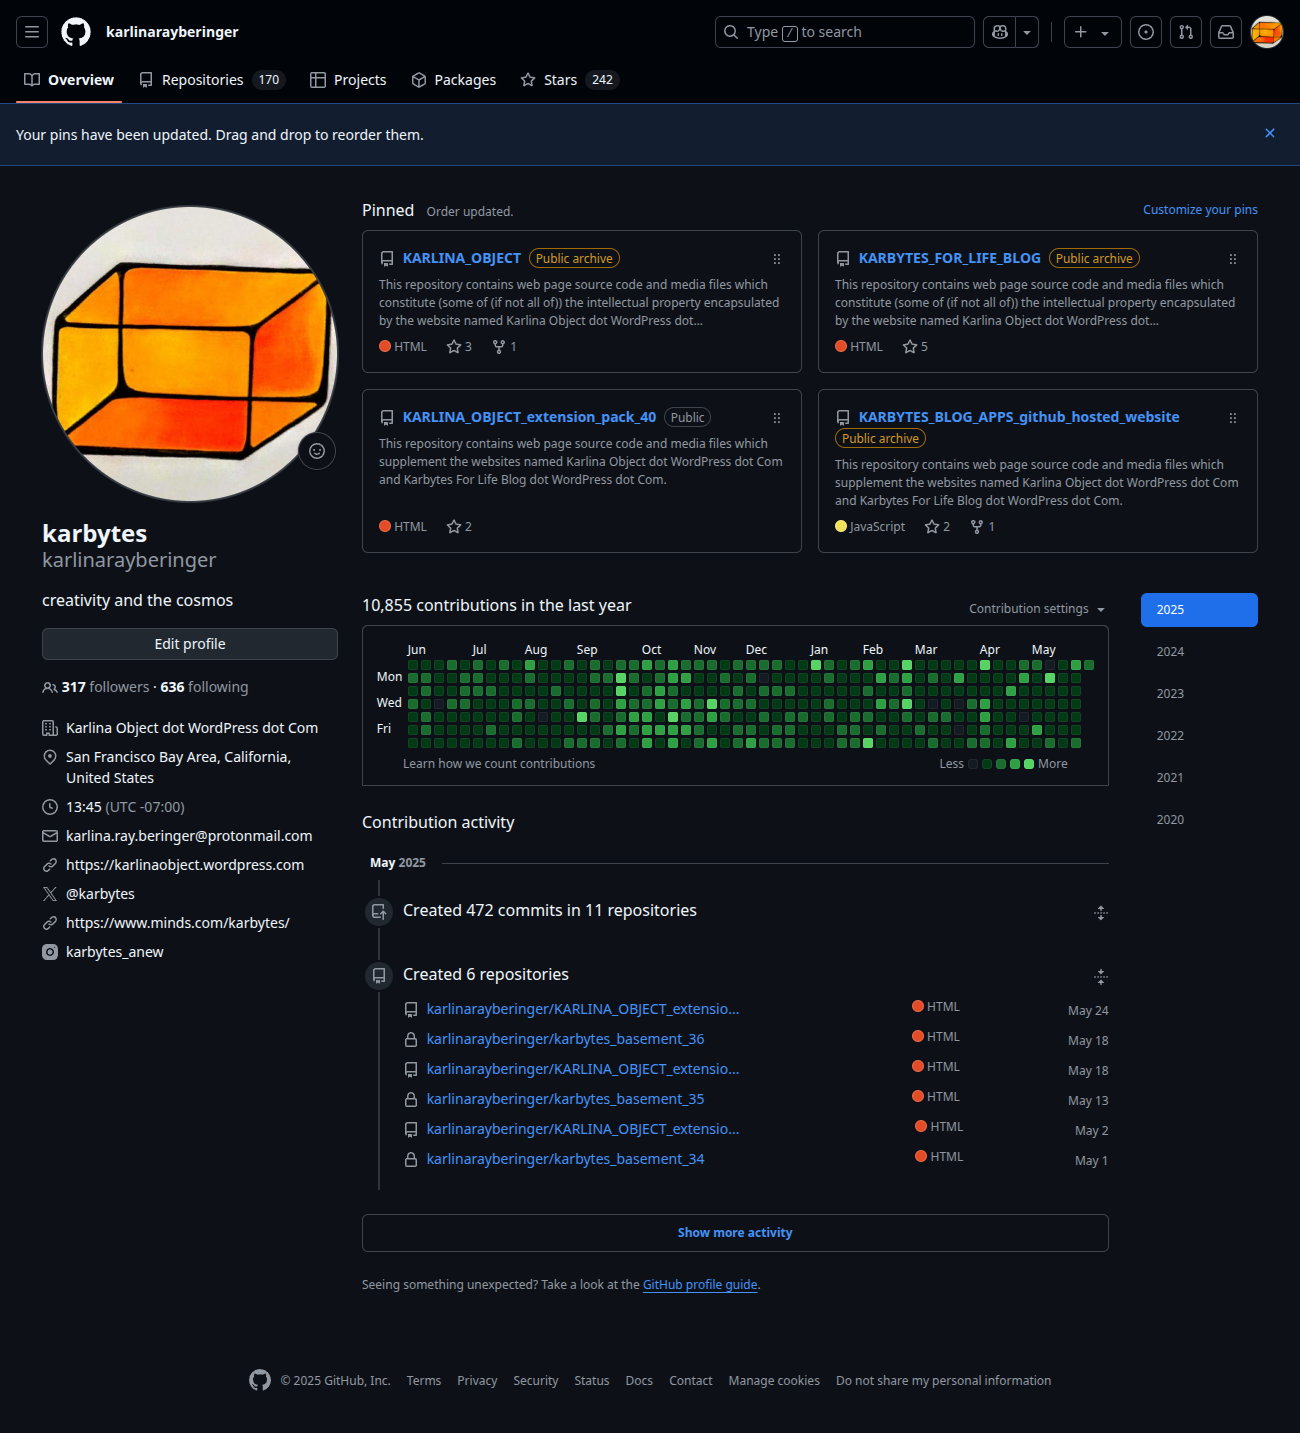 karlinarayberinger
Type / to search
Overview
Repositories 170
Projects
Packages
Stars 242
Your pins have been updated. Drag and drop to reorder them.
karbytes
karlinarayberinger
creativity and the cosmos
Edit profile
317 followers · 636 following
Karlina Object dot WordPress dot Com
San Francisco Bay Area, California,
United States
13:45 (UTC -07:00)
karlina.ray.beringer@protonmail.com
https://karlinaobject.wordpress.com
@karbytes
https://www.minds.com/karbytes/
karbytes_anew
Pinned Order updated.
Customize your pins
KARLINA_OBJECT Public archive
This repository contains web page source code and media files which
constitute (some of (if not all of)) the intellectual property encapsulated
by the website named Karlina Object dot WordPress dot...
HTML 3 1
KARBYTES_FOR_LIFE_BLOG Public archive
This repository contains web page source code and media files which
constitute (some of (if not all of)) the intellectual property encapsulated
by the website named Karlina Object dot WordPress dot...
HTML 5
KARLINA_OBJECT_extension_pack_40 Public
This repository contains web page source code and media files which
supplement the websites named Karlina Object dot WordPress dot Com
and Karbytes For Life Blog dot WordPress dot Com.
HTML 2
KARBYTES_BLOG_APPS_github_hosted_website
Public archive
This repository contains web page source code and media files which
supplement the websites named Karlina Object dot WordPress dot Com
and Karbytes For Life Blog dot WordPress dot Com.
JavaScript 2 1
10,855 contributions in the last year
Contribution settings
2025
2024
2023
2022
2021
2020
Jun Jul Aug Sep Oct Nov Dec Jan Feb Mar Apr May
Mon
Wed
Fri
Learn how we count contributions
Less More
Contribution activity
May 2025
Created 472 commits in 11 repositories
Created 6 repositories
karlinarayberinger/KARLINA_OBJECT_extensio... HTML May 24
karlinarayberinger/karbytes_basement_36 HTML May 18
karlinarayberinger/KARLINA_OBJECT_extensio... HTML May 18
karlinarayberinger/karbytes_basement_35 HTML May 13
karlinarayberinger/KARLINA_OBJECT_extensio... HTML May 2
karlinarayberinger/karbytes_basement_34 HTML May 1
Show more activity
Seeing something unexpected? Take a look at the GitHub profile guide.
© 2025 GitHub, Inc. Terms Privacy Security Status Docs Contact Manage cookies Do not share my personal information